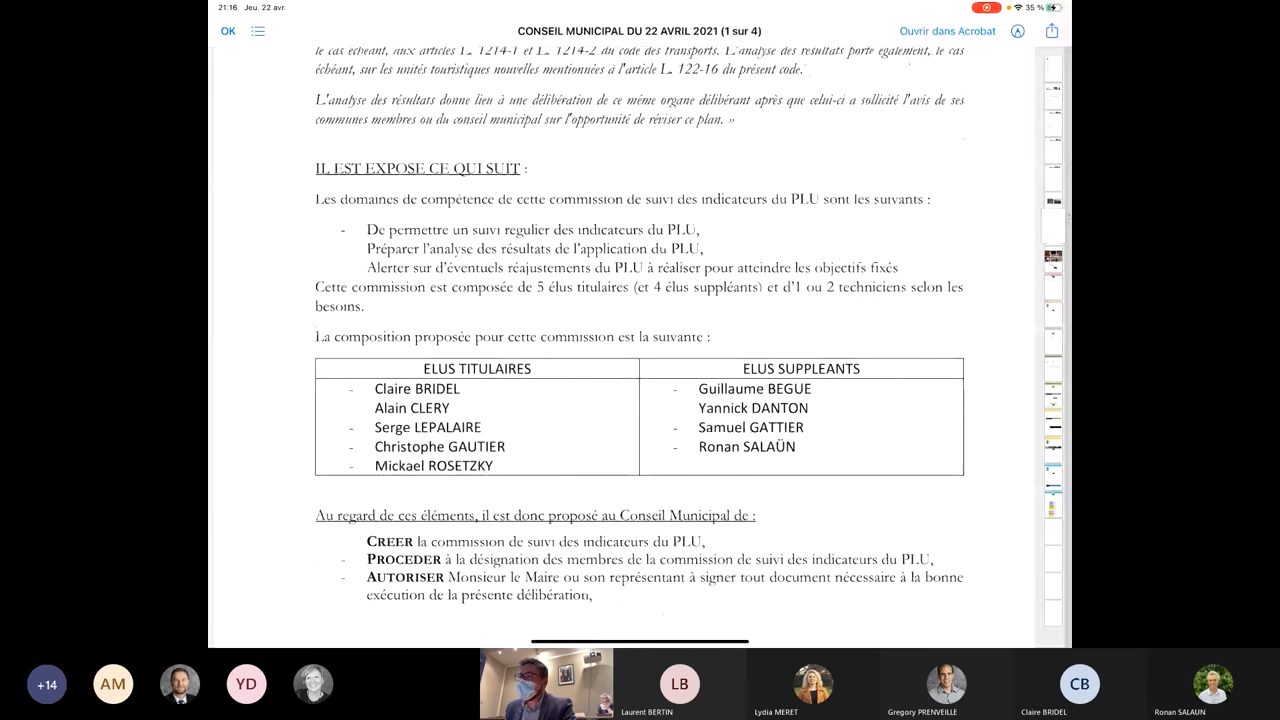 21:16 Jeu. 22 avr.
35 %
OK
CONSEIL MUNICIPAL DU 22 AVRIL 2021 (1 sur 4)
Ouvrir dans Acrobat
le cas échéant, aux articles L. 1214-1 et L. 1214-2 du code des transports. L'analyse des résultats porte également, le cas
échéant, sur les unités touristiques nouvelles mentionnées à l'article L. 122-16 du présent code.
L'analyse des résultats donne lieu à une délibération de ce même organe délibérant après que celui-ci a sollicité l'avis de ses
communes membres ou du conseil municipal sur l'opportunité de réviser ce plan. »
IL EST EXPOSE CE QUI SUIT :
Les domaines de compétence de cette commission de suivi des indicateurs du PLU sont les suivants :
- De permettre un suivi regulier des indicateurs du PLU,
Préparer l'analyse des résultats de l'application du PLU,
Alerter sur d'éventuels réajustements du PLU à réaliser pour atteindre les objectifs fixés
Cette commission est composée de 5 élus titulaires (et 4 élus suppléants) et d'1 ou 2 techniciens selon les
besoins.
La composition proposée pour cette commission est la suivante :
ELUS TITULAIRES
- Claire BRIDEL
Alain CLERY
- Serge LEPALAIRE
- Christophe GAUTIER
- Mickael ROSETZKY
ELUS SUPPLEANTS
- Guillaume BEGUE
Yannick DANTON
- Samuel GATTIER
- Ronan SALAÜN
Au regard de ces éléments, il est donc proposé au Conseil Municipal de :
CREER la commission de suivi des indicateurs du PLU,
- PROCEDER à la désignation des membres de la commission de suivi des indicateurs du PLU,
- AUTORISER Monsieur le Maire ou son représentant à signer tout document nécessaire à la bonne
exécution de la présente délibération,
+14
AM
YD
LB
CB
Laurent BERTIN
Lydia MERET
Gregory PRENVEILLE
Claire BRIDEL
Ronan SALAUN